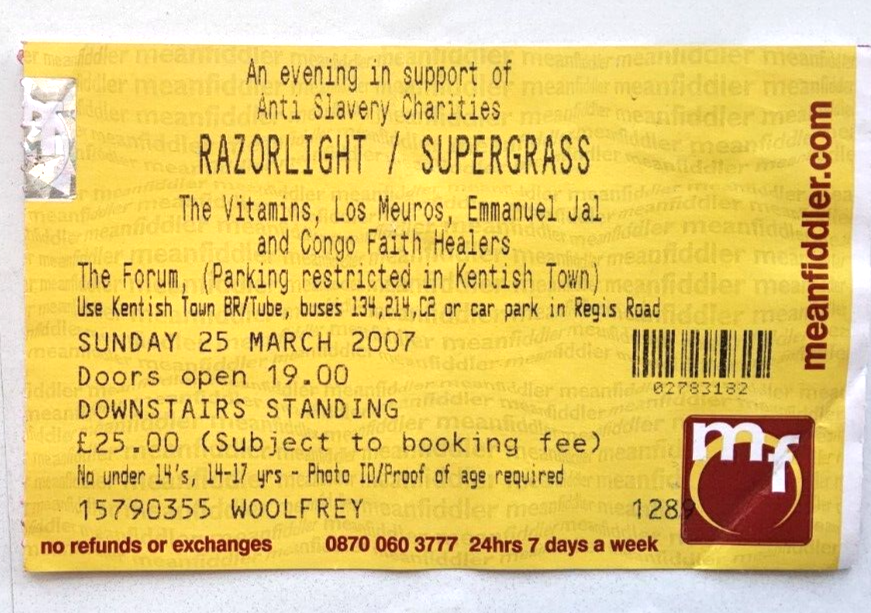 An evening in support of
Anti Slavery Charities
RAZORLIGHT / SUPERGRASS
The Vitamins, Los Meuros, Emmanuel Jal
and Congo Faith Healers
The Forum, (Parking restricted in Kentish Town)
Use Kentish Town BR/Tube, buses 134,214,C2 or car park in Regis Road
SUNDAY 25 MARCH 2007
Doors open 19.00
DOWNSTAIRS STANDING
£25.00 (Subject to booking fee)
No under 14's, 14-17 yrs - Photo ID/Proof of age required
15790355 WOOLFREY
1289
no refunds or exchanges
0870 060 3777 24hrs 7 days a week
meanfiddler.com
02783182
mf